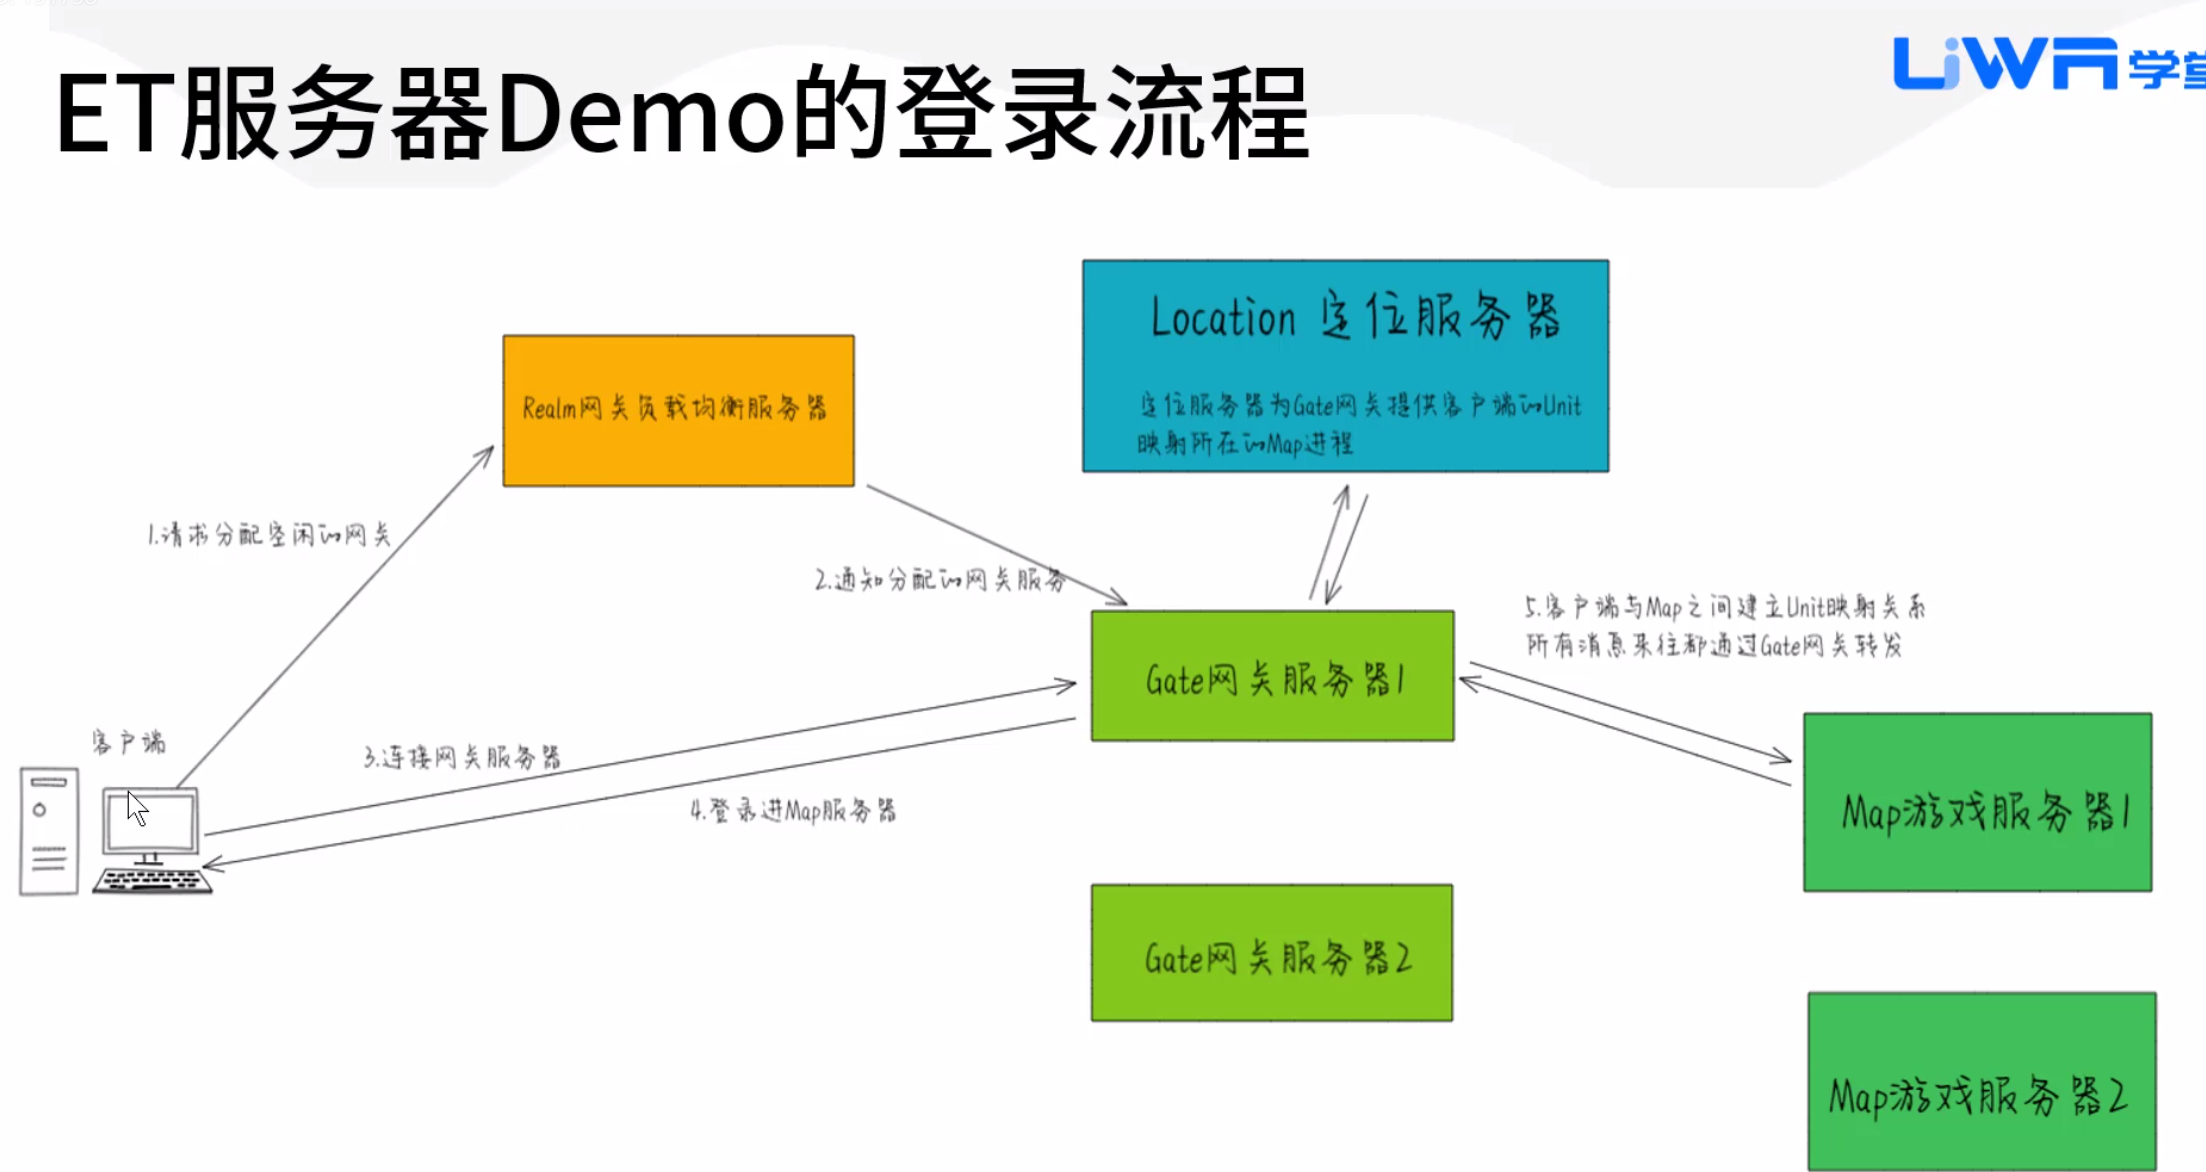 ET服务器Demo的登录流程
LiWA学堂
Location 定位服务器
定位服务器为Gate网关提供客户端的Unit
映射所在的Map进程
Realm网关负载均衡服务器
1.请求分配空闲的网关
2.通知分配的网关服务
5.客户端与Map之间建立Unit映射关系
所有消息来往都通过Gate网关转发
Gate网关服务器1
客户端
3.连接网关服务器
4.登录进Map服务器
Map游戏服务器1
Gate网关服务器2
Map游戏服务器2